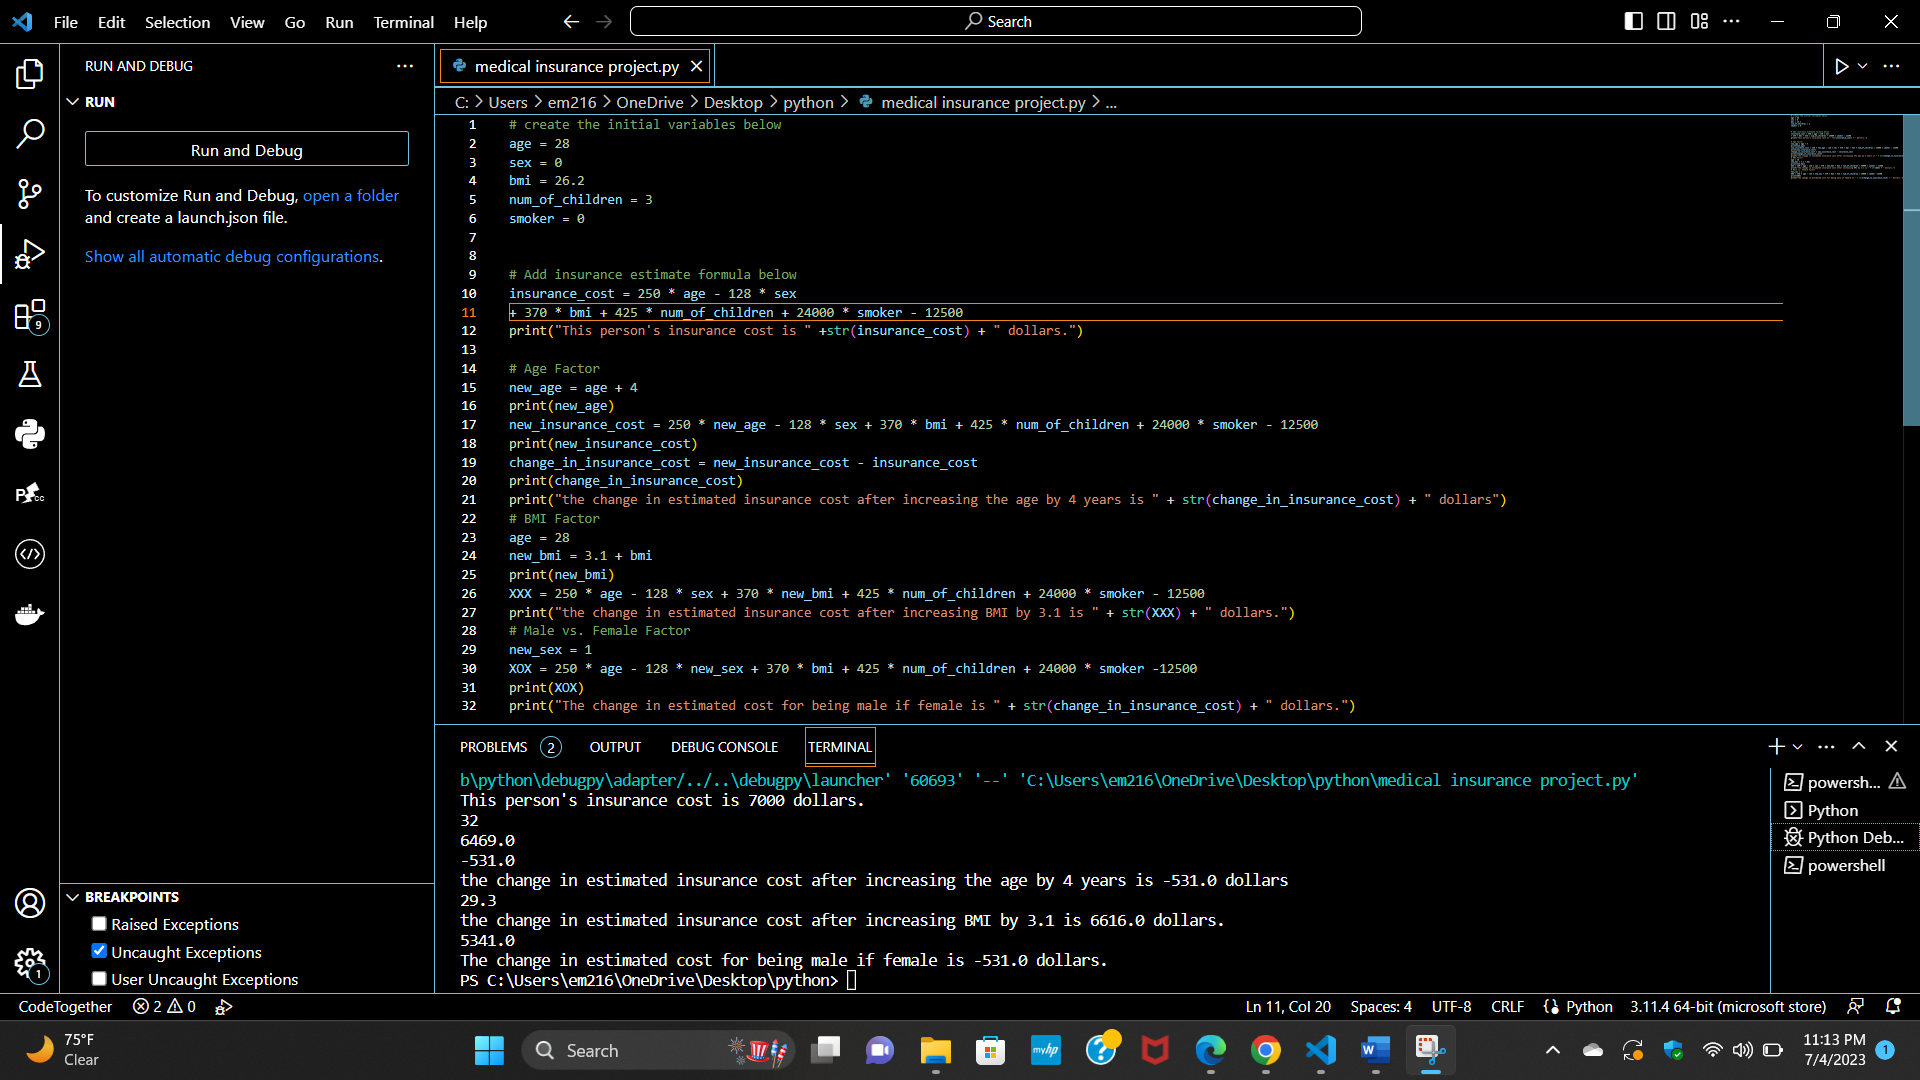 File Edit Selection View Go Run Terminal Help
Search
RUN AND DEBUG
RUN
Run and Debug
To customize Run and Debug, open a folder
and create a launch.json file.
Show all automatic debug configurations.
BREAKPOINTS
Raised Exceptions
Uncaught Exceptions
User Uncaught Exceptions
9
1
medical insurance project.py
C: > Users > em216 > OneDrive > Desktop > python > medical insurance project.py > ...
1 # create the initial variables below
2 age = 28
3 sex = 0
4 bmi = 26.2
5 num_of_children = 3
6 smoker = 0
7
8
9 # Add insurance estimate formula below
10 insurance_cost = 250 * age - 128 * sex
11 + 370 * bmi + 425 * num_of_children + 24000 * smoker - 12500
12 print("This person's insurance cost is " +str(insurance_cost) + " dollars.")
13
14 # Age Factor
15 new_age = age + 4
16 print(new_age)
17 new_insurance_cost = 250 * new_age - 128 * sex + 370 * bmi + 425 * num_of_children + 24000 * smoker - 12500
18 print(new_insurance_cost)
19 change_in_insurance_cost = new_insurance_cost - insurance_cost
20 print(change_in_insurance_cost)
21 print("the change in estimated insurance cost after increasing the age by 4 years is " + str(change_in_insurance_cost) + " dollars")
22 # BMI Factor
23 age = 28
24 new_bmi = 3.1 + bmi
25 print(new_bmi)
26 XXX = 250 * age - 128 * sex + 370 * new_bmi + 425 * num_of_children + 24000 * smoker - 12500
27 print("the change in estimated insurance cost after increasing BMI by 3.1 is " + str(XXX) + " dollars.")
28 # Male vs. Female Factor
29 new_sex = 1
30 XOX = 250 * age - 128 * new_sex + 370 * bmi + 425 * num_of_children + 24000 * smoker -12500
31 print(XOX)
32 print("The change in estimated cost for being male if female is " + str(change_in_insurance_cost) + " dollars.")
PROBLEMS 2 OUTPUT DEBUG CONSOLE TERMINAL
b\python\debugpy\adapter/../..\debugpy\launcher' '60693' '--' 'C:\Users\em216\OneDrive\Desktop\python\medical insurance project.py'
This person's insurance cost is 7000 dollars.
32
6469.0
-531.0
the change in estimated insurance cost after increasing the age by 4 years is -531.0 dollars
29.3
the change in estimated insurance cost after increasing BMI by 3.1 is 6616.0 dollars.
5341.0
The change in estimated cost for being male if female is -531.0 dollars.
PS C:\Users\em216\OneDrive\Desktop\python>
powersh...
Python
Python Deb...
powershell
CodeTogether 2 0 Ln 11, Col 20 Spaces: 4 UTF-8 CRLF Python 3.11.4 64-bit (microsoft store)
75°F
Clear
Search
myhp
11:13 PM
7/4/2023
1